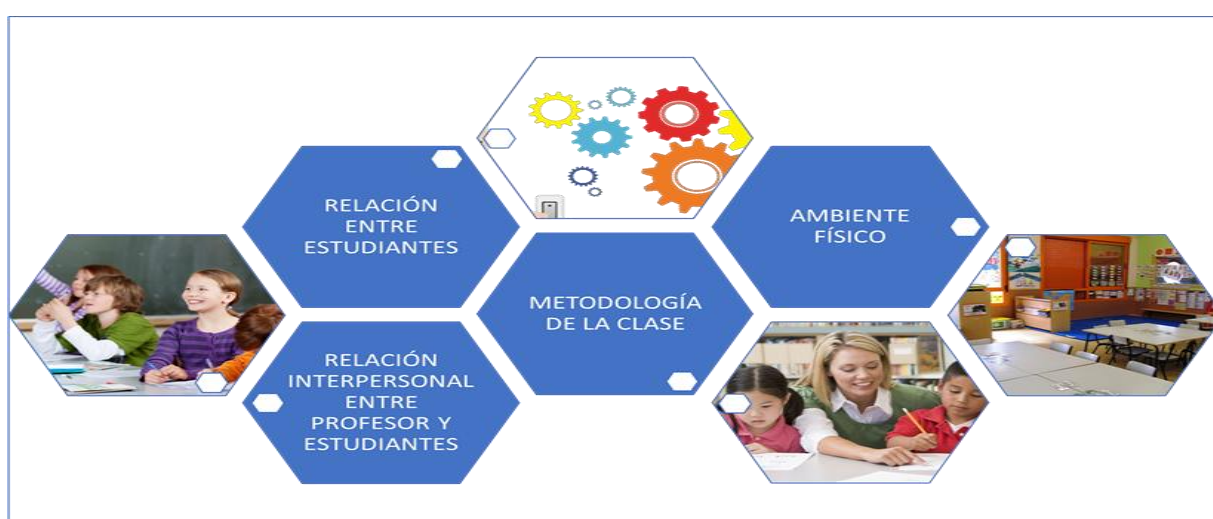 RELACIÓN
ENTRE
ESTUDIANTES
AMBIENTE
FÍSICO
METODOLOGÍA
DE LA CLASE
RELACIÓN
INTERPERSONAL
ENTRE
PROFESOR Y
ESTUDIANTES